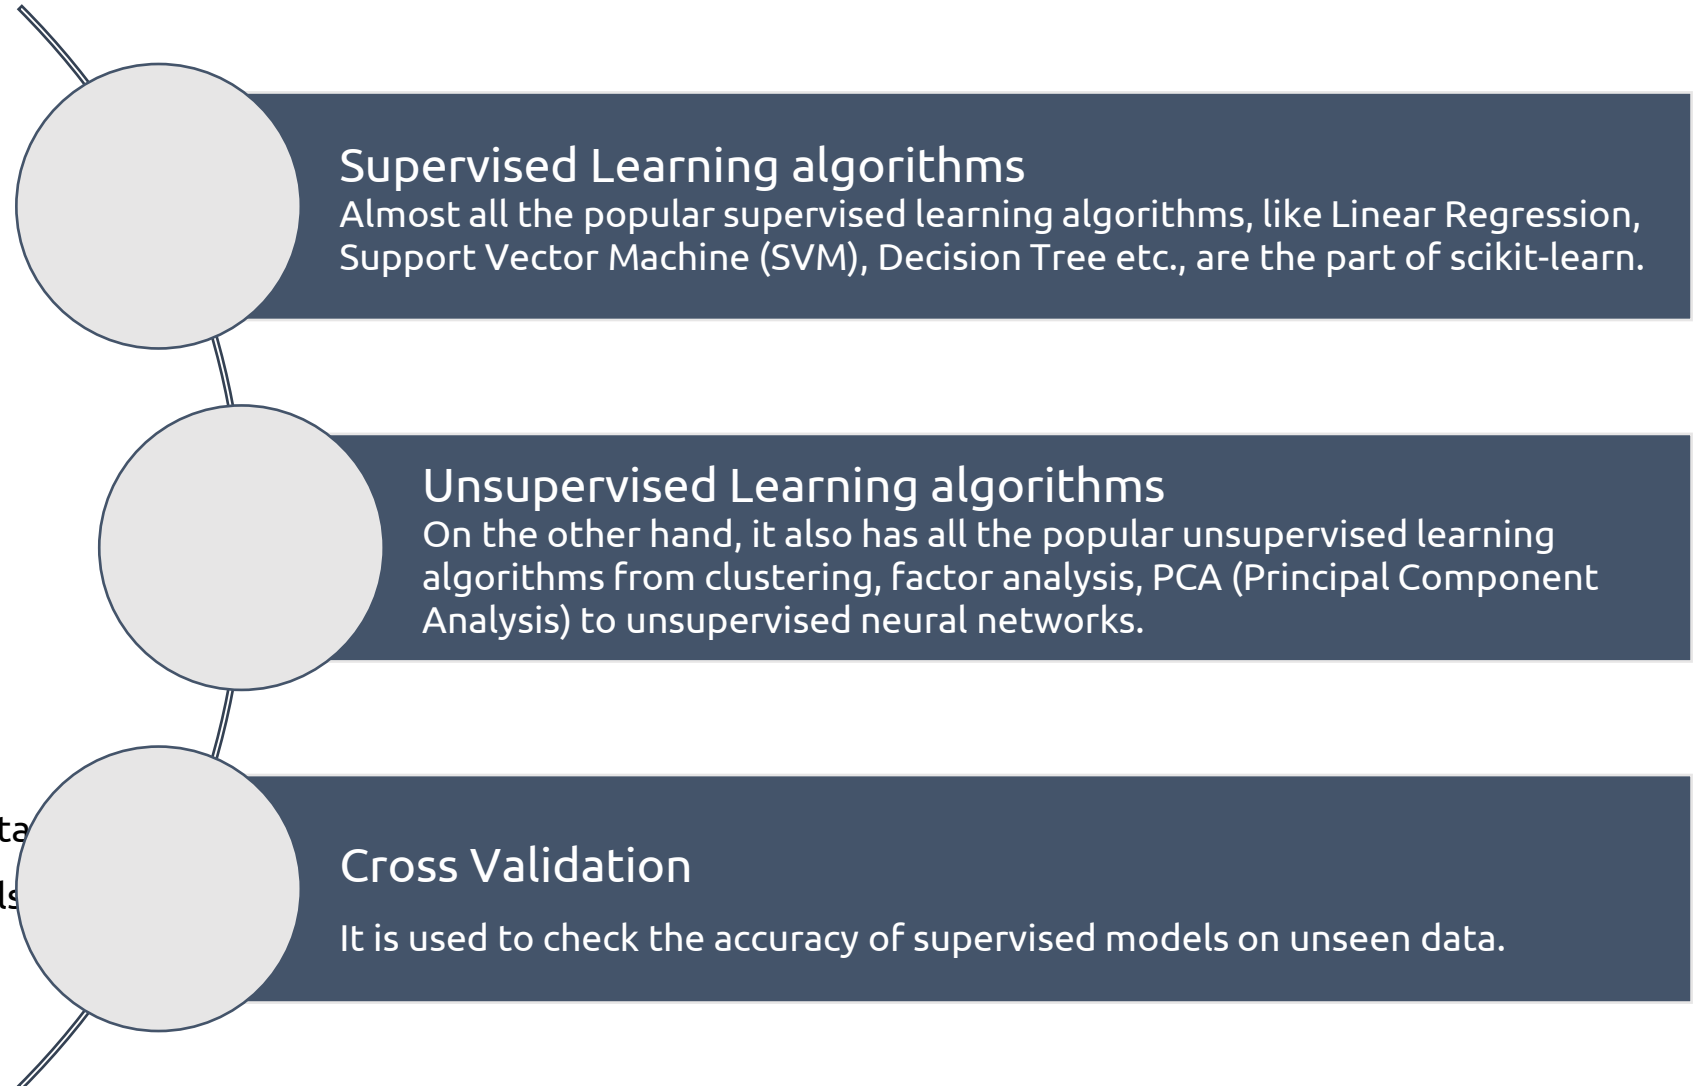 Supervised Learning algorithms
Almost all the popular supervised learning algorithms, like Linear Regression,
Support Vector Machine (SVM), Decision Tree etc., are the part of scikit-learn.
Unsupervised Learning algorithms
On the other hand, it also has all the popular unsupervised learning
algorithms from clustering, factor analysis, PCA (Principal Component
Analysis) to unsupervised neural networks.
Cross Validation
It is used to check the accuracy of supervised models on unseen data.